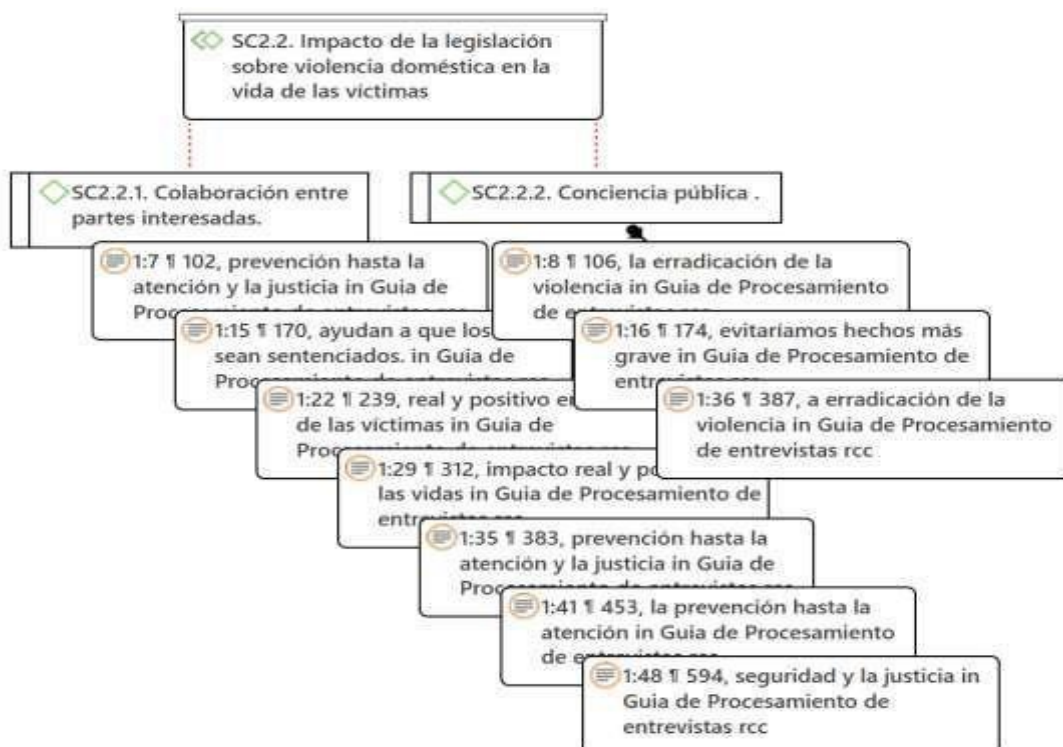 SC2.2. Impacto de la legislación
sobre violencia doméstica en la
vida de las víctimas
SC2.2.1. Colaboración entre
partes interesadas.
1:7 ¶ 102, prevención hasta la
atención y la justicia in Guia de
1:15 ¶ 170, ayudan a que los
sean sentenciados. in Guia de
1:22 ¶ 239, real y positivo
de las víctimas in Guia de
1:29 ¶ 312, impacto real y
las vidas in Guia de Procesamiento de
1:35 ¶ 383, prevención hasta la
atención y la justicia in Guia de
1:41 ¶ 453, la prevención hasta la
atención in Guia de Procesamiento
de
1:48 ¶ 594, seguridad y la justicia in
Guia de Procesamiento de
entrevistas rcc
SC2.2.2. Conciencia pública .
1:8 ¶ 106, la erradicación de la
violencia in Guia de Procesamiento
de
1:16 ¶ 174, evitaríamos hechos más
grave in Guia de Procesamiento de
1:36 ¶ 387, a erradicación de la
violencia in Guia de Procesamiento
de entrevistas rcc